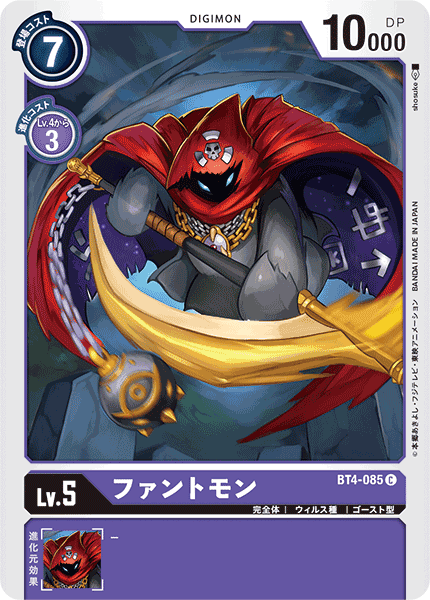 DIGIMON
登場コスト
7
DP
10000
進化コスト
Lv.4から
3
shosuke
©本郷あきよし・フジテレビ・東映アニメーション BANDAI MADE IN JAPAN
BT4-085 C
Lv.5
ファントモン
完全体 | ウィルス種 | ゴースト型
進化元効果
−